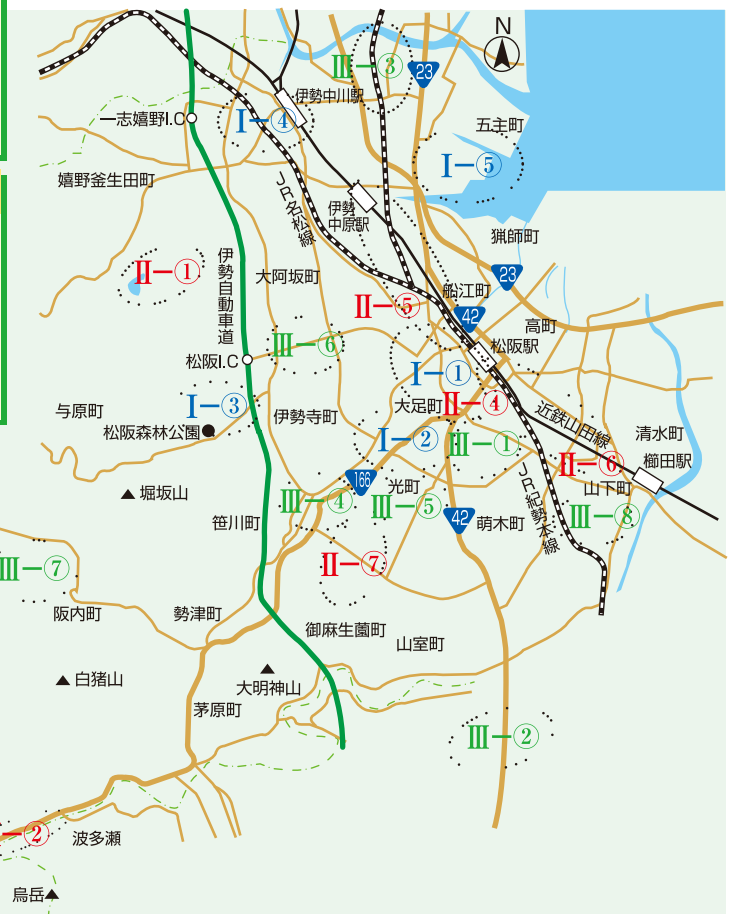 N
Ⅲ－③
23
伊勢中川駅
一志嬉野I.C
Ⅰ－④
五主町
Ⅰ－⑤
嬉野釜生田町
JR名松線
伊勢
中原駅
猟師町
Ⅱ－①
伊勢自動車道
大阿坂町
23
船江町
Ⅱ－⑤
42
高町
松阪駅
Ⅲ－⑥
松阪I.C
Ⅰ－①
Ⅰ－③
大足町
Ⅱ－④
与原町
伊勢寺町
近鉄山田線
松阪森林公園
Ⅰ－②
Ⅲ－①
清水町
櫛田駅
Ⅱ－⑥
堀坂山
166
光町
山下町
Ⅲ－④
Ⅲ－⑤
JR紀勢本線
Ⅲ－⑧
笹川町
42
萌木町
Ⅲ－⑦
Ⅱ－⑦
阪内町
勢津町
御麻生薗町
山室町
白猪山
大明神山
茅原町
Ⅲ－②
－②
波多瀬
烏岳